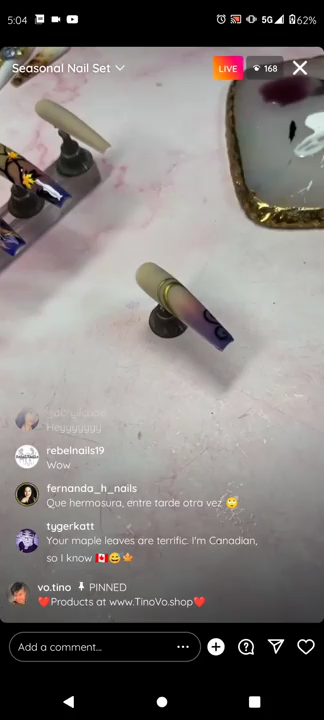 5:04
5G 62%
Seasonal Nail Set
LIVE
168
Heyyyyyyy
rebelnails19
Wow
fernanda_h_nails
Que hermosura, entre tarde otra vez 🙄
tygerkatt
Your maple leaves are terrific. I'm Canadian,
so I know 🇨🇦😅🍁
vo.tino 📌 PINNED
❤️Products at www.TinoVo.shop❤️
Add a comment...